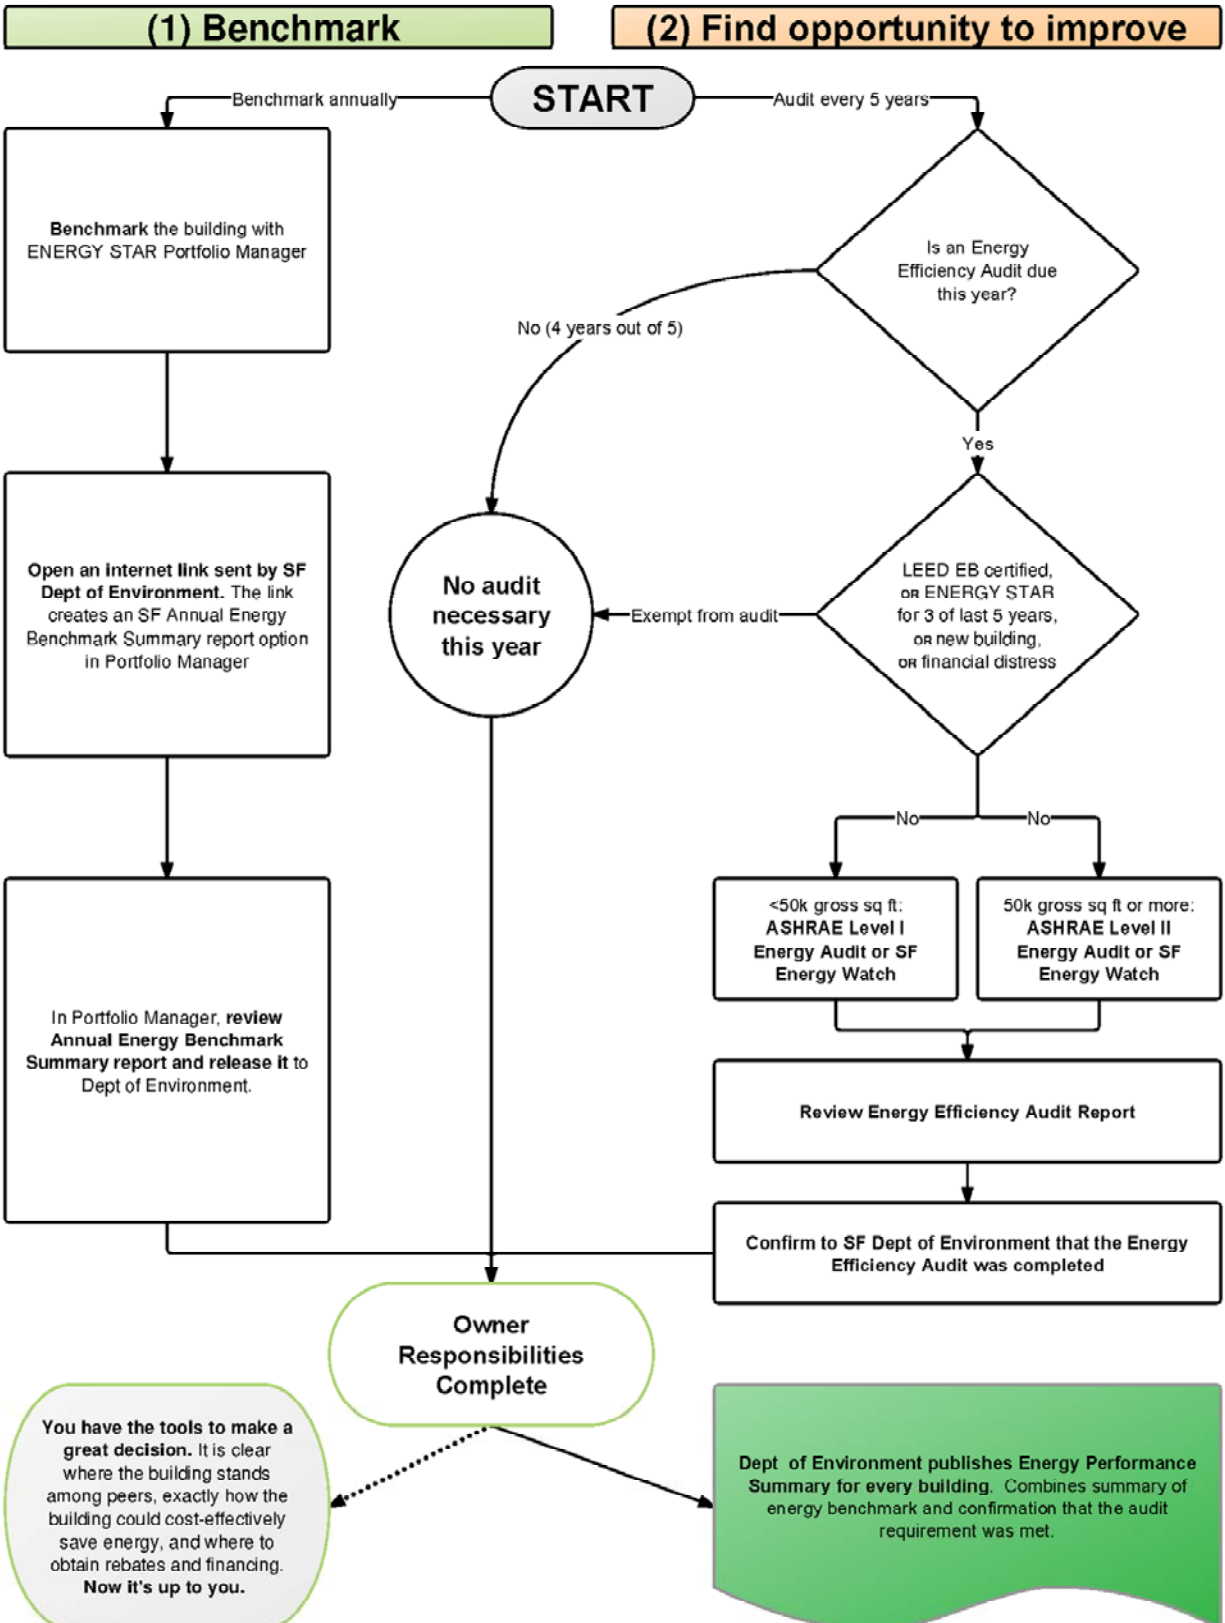 (1) Benchmark
(2) Find opportunity to improve
START
Benchmark annually
Audit every 5 years
Benchmark the building with
ENERGY STAR Portfolio Manager
Is an Energy
Efficiency Audit due
this year?
No (4 years out of 5)
Yes
Open an internet link sent by SF
Dept of Environment. The link
creates an SF Annual Energy
Benchmark Summary report option
in Portfolio Manager
No audit
necessary
this year
Exempt from audit
LEED EB certified,
OR ENERGY STAR
for 3 of last 5 years,
OR new building,
OR financial distress
No
No
<50k gross sq ft:
ASHRAE Level I
Energy Audit or SF
Energy Watch
50k gross sq ft or more:
ASHRAE Level II
Energy Audit or SF
Energy Watch
In Portfolio Manager, review
Annual Energy Benchmark
Summary report and release it to
Dept of Environment.
Review Energy Efficiency Audit Report
Confirm to SF Dept of Environment that the Energy
Efficiency Audit was completed
Owner
Responsibilities
Complete
You have the tools to make a
great decision. It is clear
where the building stands
among peers, exactly how the
building could cost-effectively
save energy, and where to
obtain rebates and financing.
Now it's up to you.
Dept of Environment publishes Energy Performance
Summary for every building. Combines summary of
energy benchmark and confirmation that the audit
requirement was met.